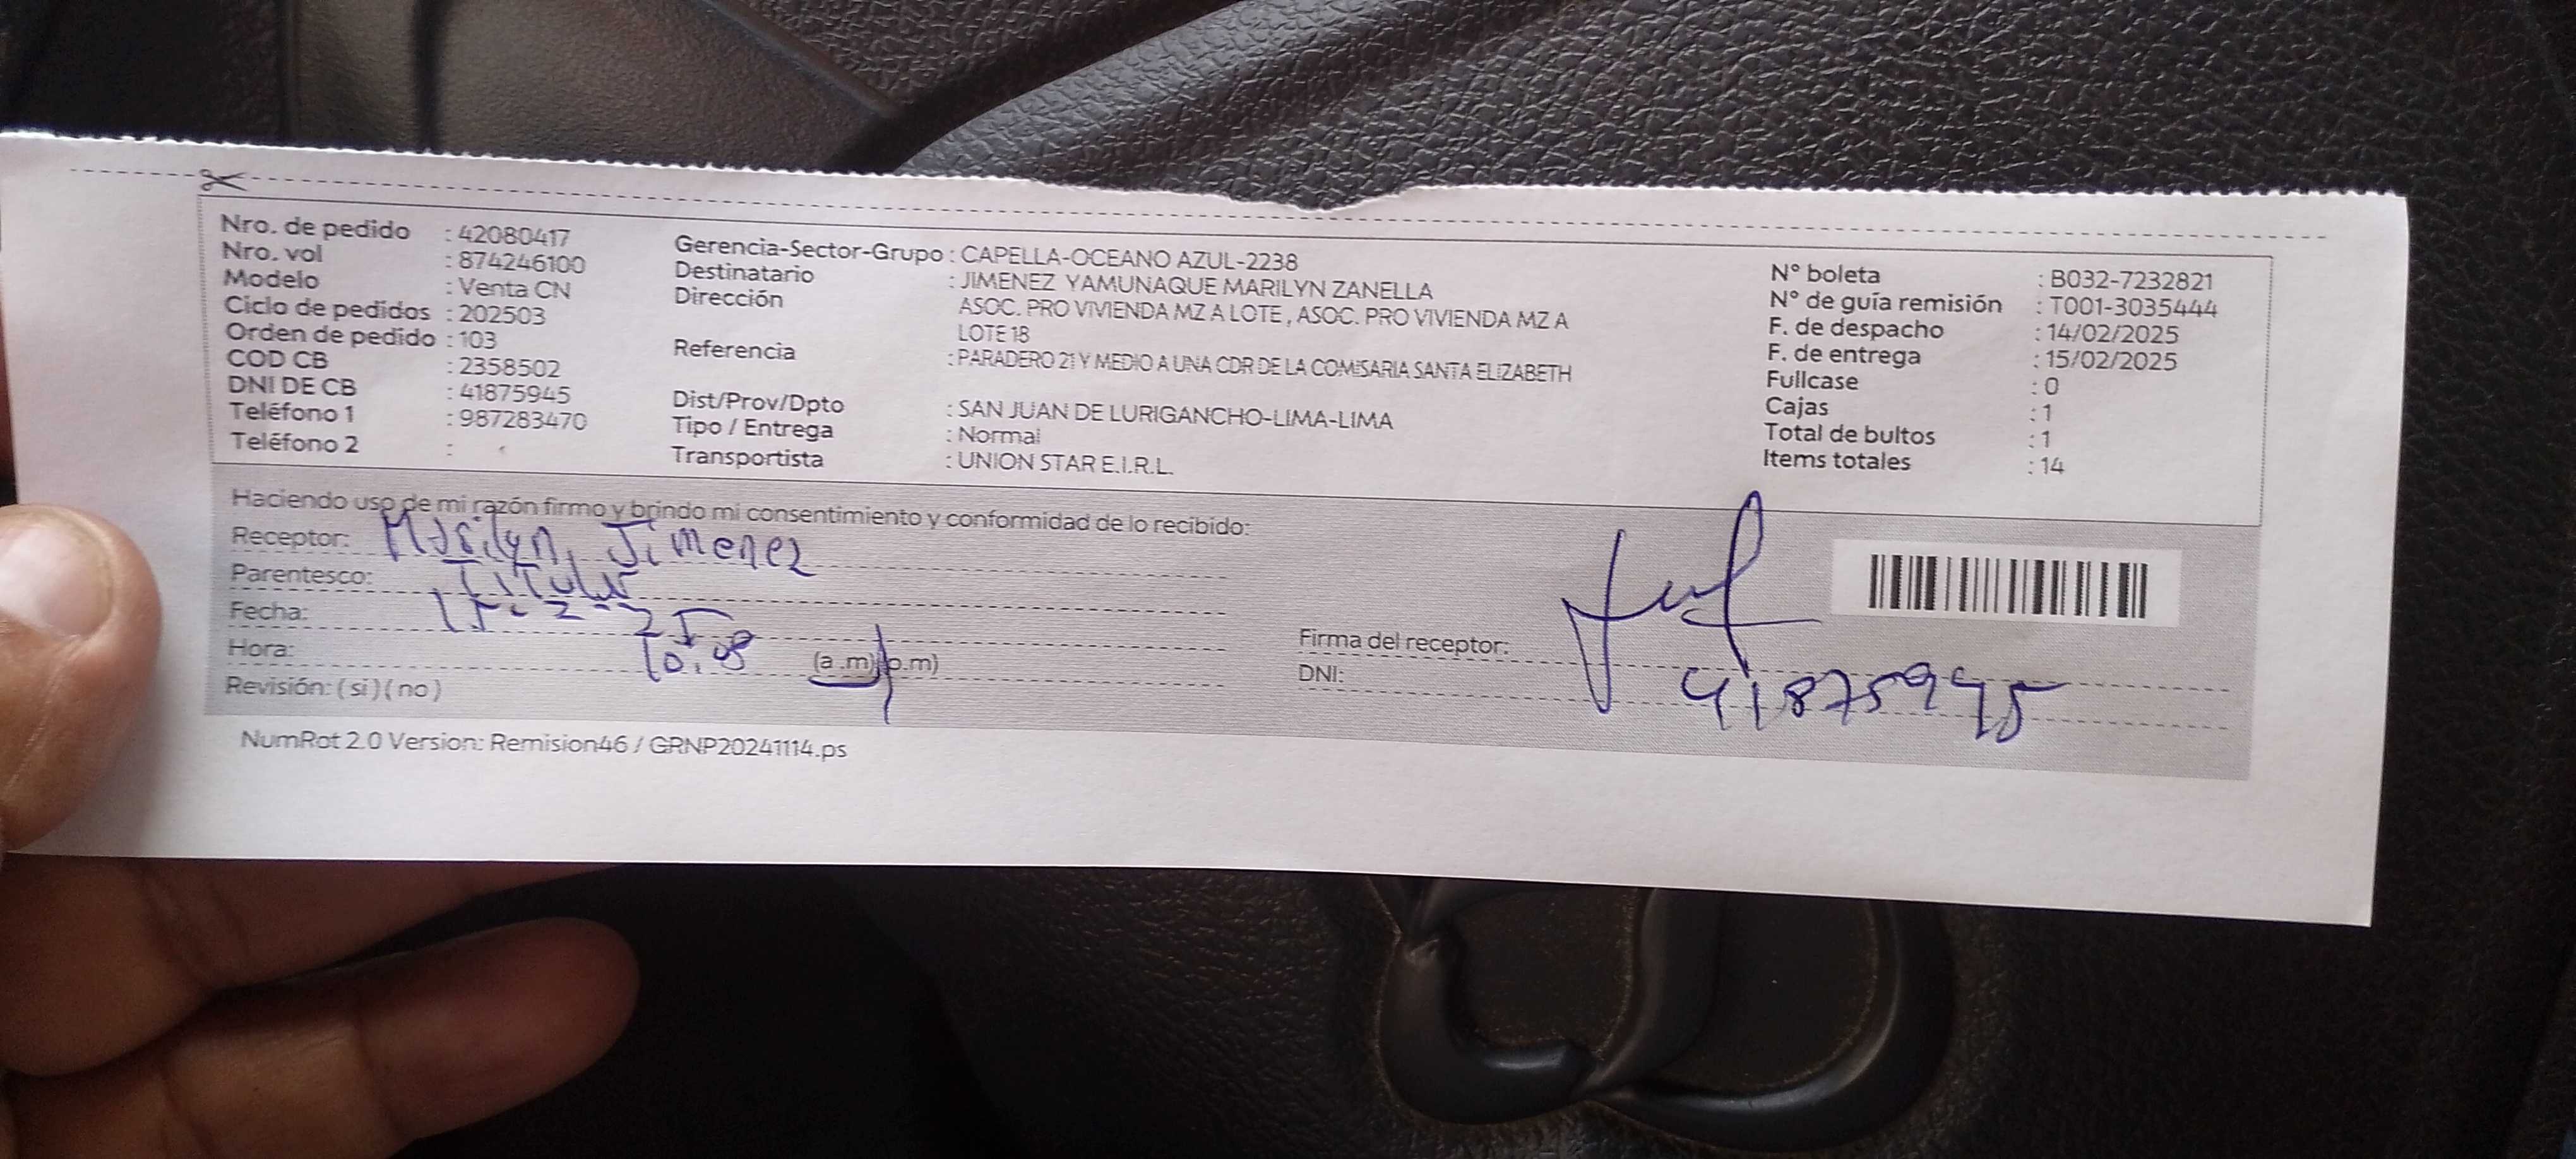 Nro. de pedido : 42080417
Nro. vol : 874246100
Modelo : Venta CN
Ciclo de pedidos : 202503
Orden de pedido : 103
COD CB : 2358502
DNI DE CB : 41875945
Teléfono 1 : 987283470
Teléfono 2 :
Gerencia-Sector-Grupo : CAPELLA-OCEANO AZUL-2238
Destinatario : JIMENEZ YAMUNAQUE MARILYN ZANELLA
Dirección ASOC. PRO VIVIENDA MZ A LOTE , ASOC. PRO VIVIENDA MZ A
LOTE 18
Referencia : PARADERO 21 Y MEDIO A UNA CDR DE LA COMISARIA SANTA ELIZABETH
Dist/Prov/Dpto : SAN JUAN DE LURIGANCHO-LIMA-LIMA
Tipo / Entrega : Normal
Transportista : UNION STAR E.I.R.L.
N° boleta : B032-7232821
N° de guía remisión : T001-3035444
F. de despacho : 14/02/2025
F. de entrega : 15/02/2025
Fullcase : 0
Cajas : 1
Total de bultos : 1
Items totales : 14
Haciendo uso de mi razón firmo y brindo mi consentimiento y conformidad de lo recibido:
Receptor: Marilyn Jimenez
Parentesco: Titular
Fecha: 15-2-25
Hora: 10:08 (a.m) (p.m)
Revisión: (si) (no)
Firma del receptor:
DNI: 41875945
NumRot 2.0 Version: Remision46 / GRNP20241114.ps